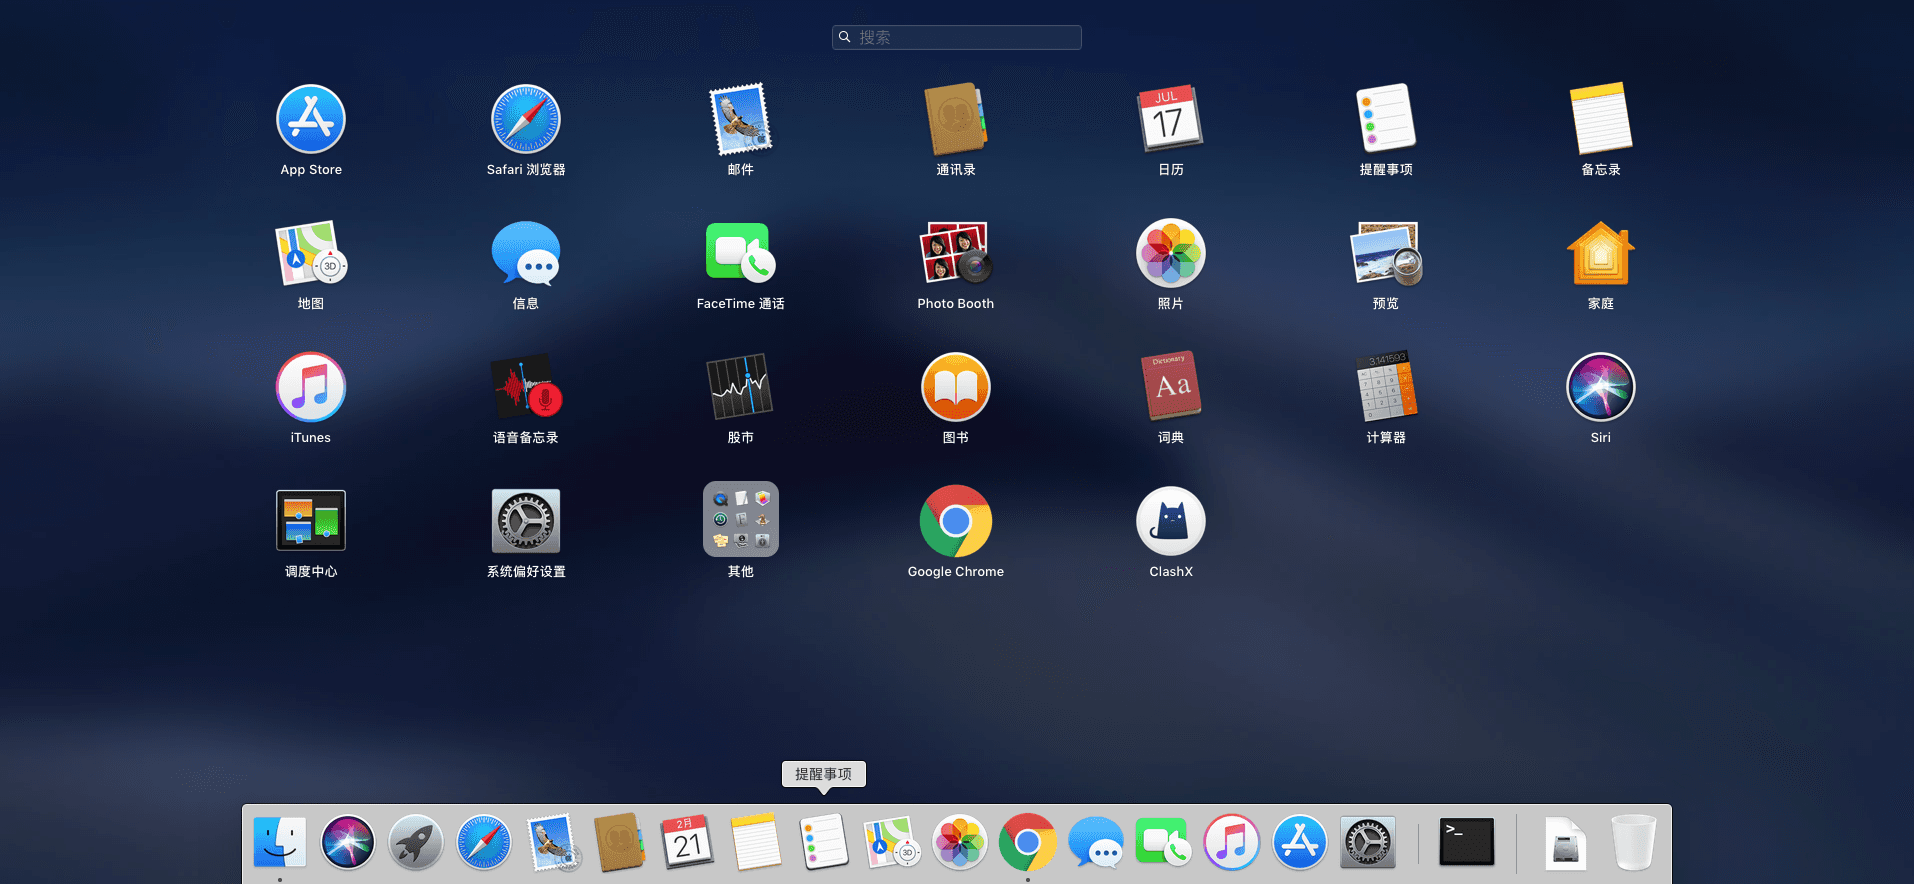 搜索
App Store
Safari 浏览器
邮件
通讯录
JUL
17
日历
提醒事项
备忘录
3D
地图
信息
FaceTime 通话
Photo Booth
照片
预览
家庭
iTunes
语音备忘录
股市
图书
Dictionary
Aa
词典
3.141593
计算器
Siri
调度中心
系统偏好设置
其他
Google Chrome
ClashX
提醒事项
2月
21
3D
>_